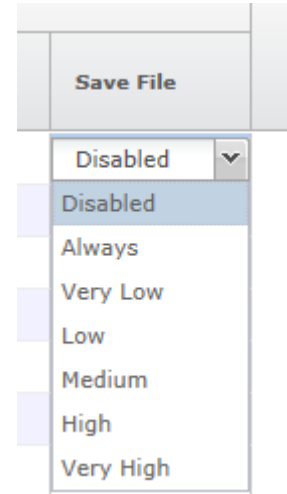 Save File
Disabled
Disabled
Always
Very Low
Low
Medium
High
Very High